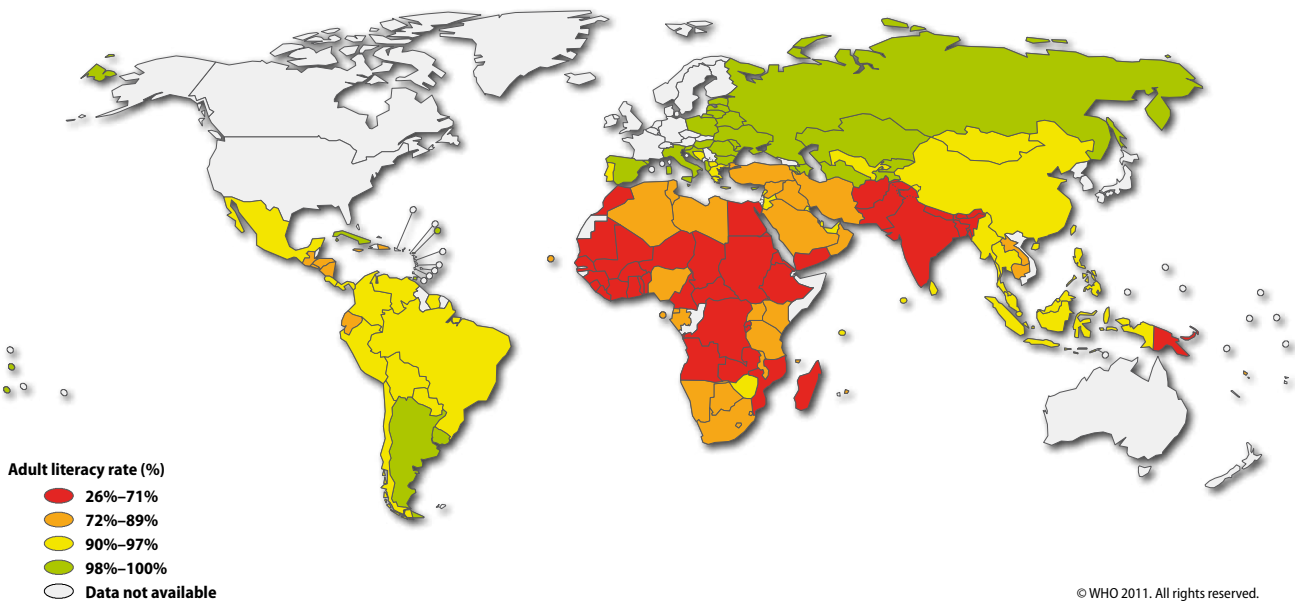 Adult literacy rate (%)
26%–71%
72%–89%
90%–97%
98%–100%
Data not available
© WHO 2011. All rights reserved.